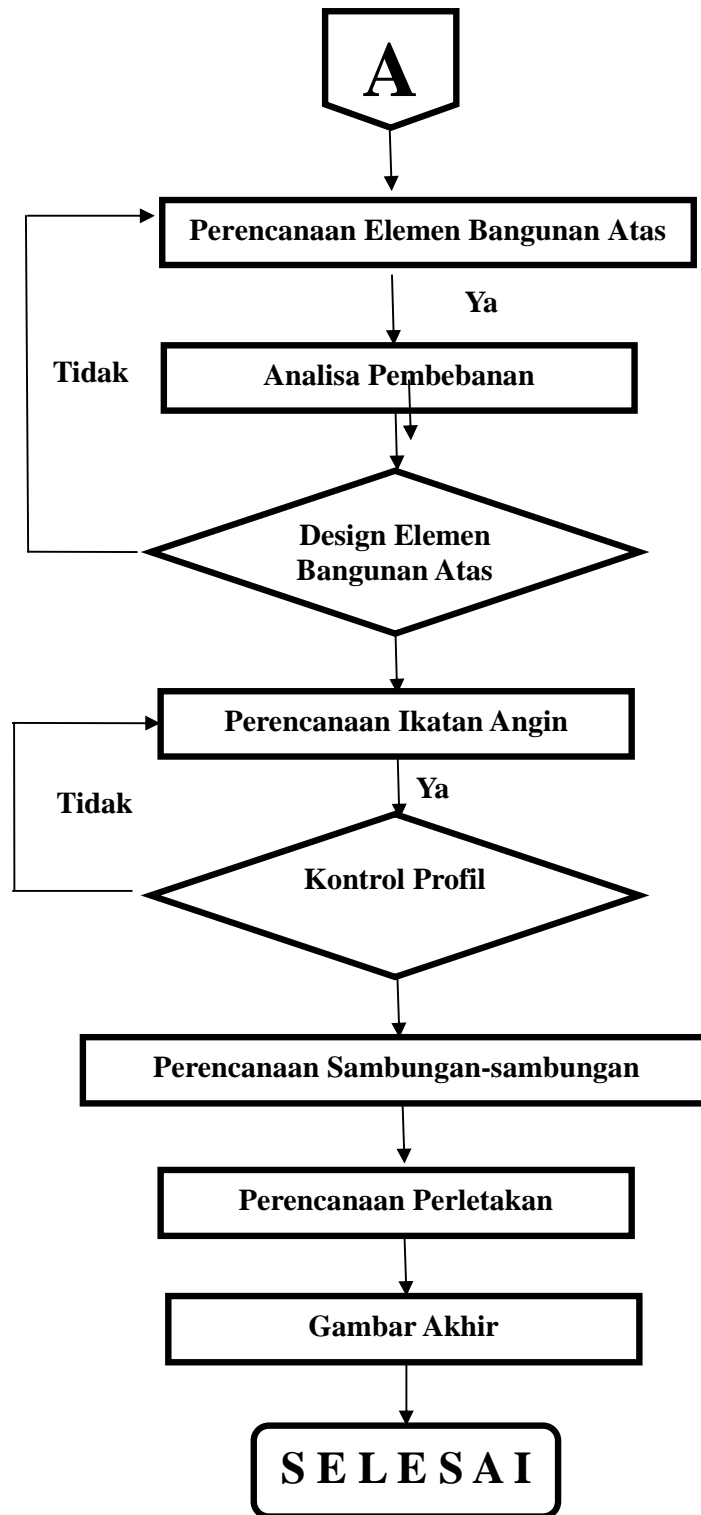 A
Perencanaan Elemen Bangunan Atas
Ya
Tidak
Analisa Pembebanan
Design Elemen
Bangunan Atas
Perencanaan Ikatan Angin
Ya
Tidak
Kontrol Profil
Perencanaan Sambungan-sambungan
Perencanaan Perletakan
Gambar Akhir
S E L E S A I